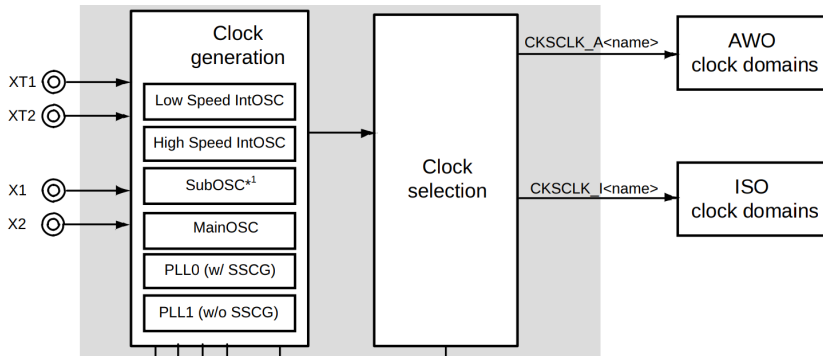 Clock
generation
Low Speed IntOSC
High Speed IntOSC
SubOSC*¹
MainOSC
PLL0 (w/ SSCG)
PLL1 (w/o SSCG)
XT1
XT2
X1
X2
Clock
selection
CKSCLK_A<name>
AWO
clock domains
CKSCLK_I<name>
ISO
clock domains